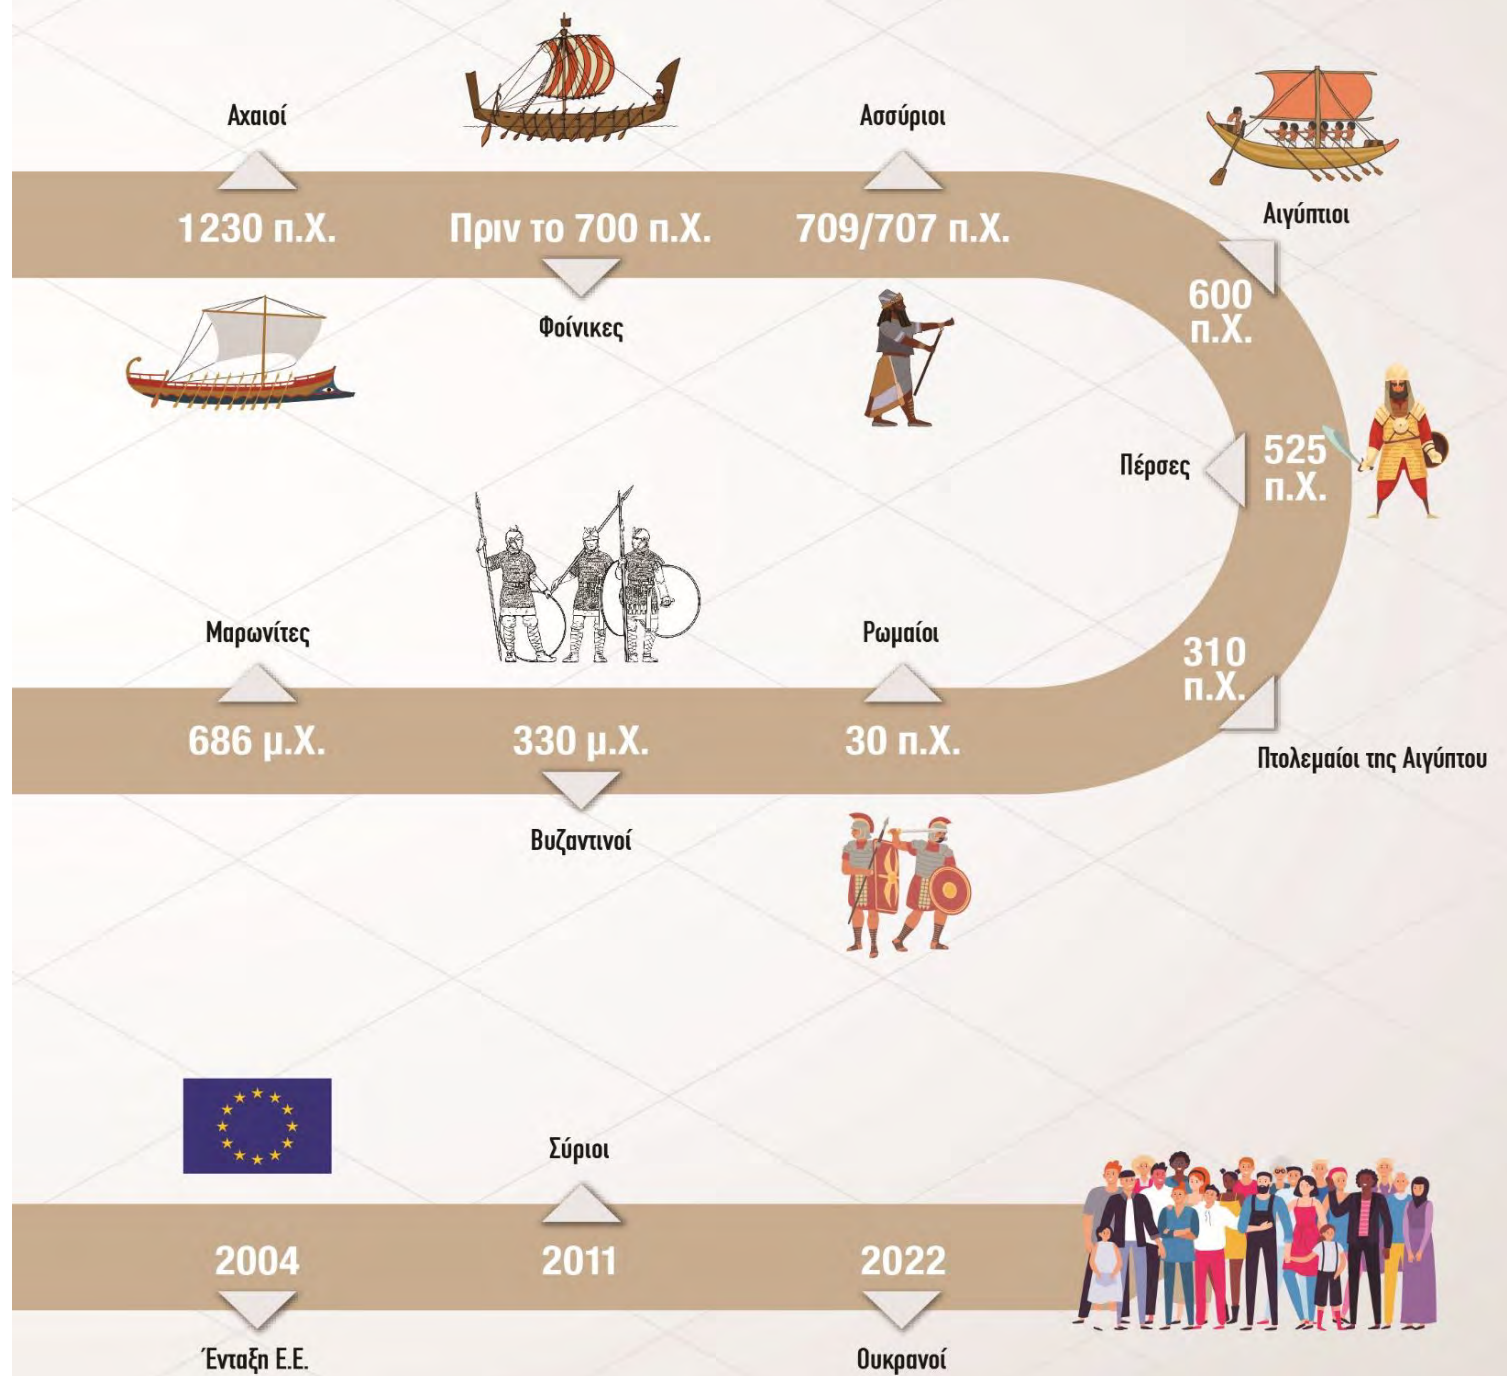 Αχαιοί
Ασσύριοι
Αιγύπτιοι
1230 π.Χ.
Πριν το 700 π.Χ.
709/707 π.Χ.
600
π.Χ.
Φοίνικες
Πέρσες
525
π.Χ.
310
π.Χ.
Πτολεμαίοι της Αιγύπτου
Ρωμαίοι
Μαρωνίτες
30 π.Χ.
330 μ.Χ.
686 μ.Χ.
Βυζαντινοί
Σύριοι
2004
2011
2022
Ένταξη Ε.Ε.
Ουκρανοί